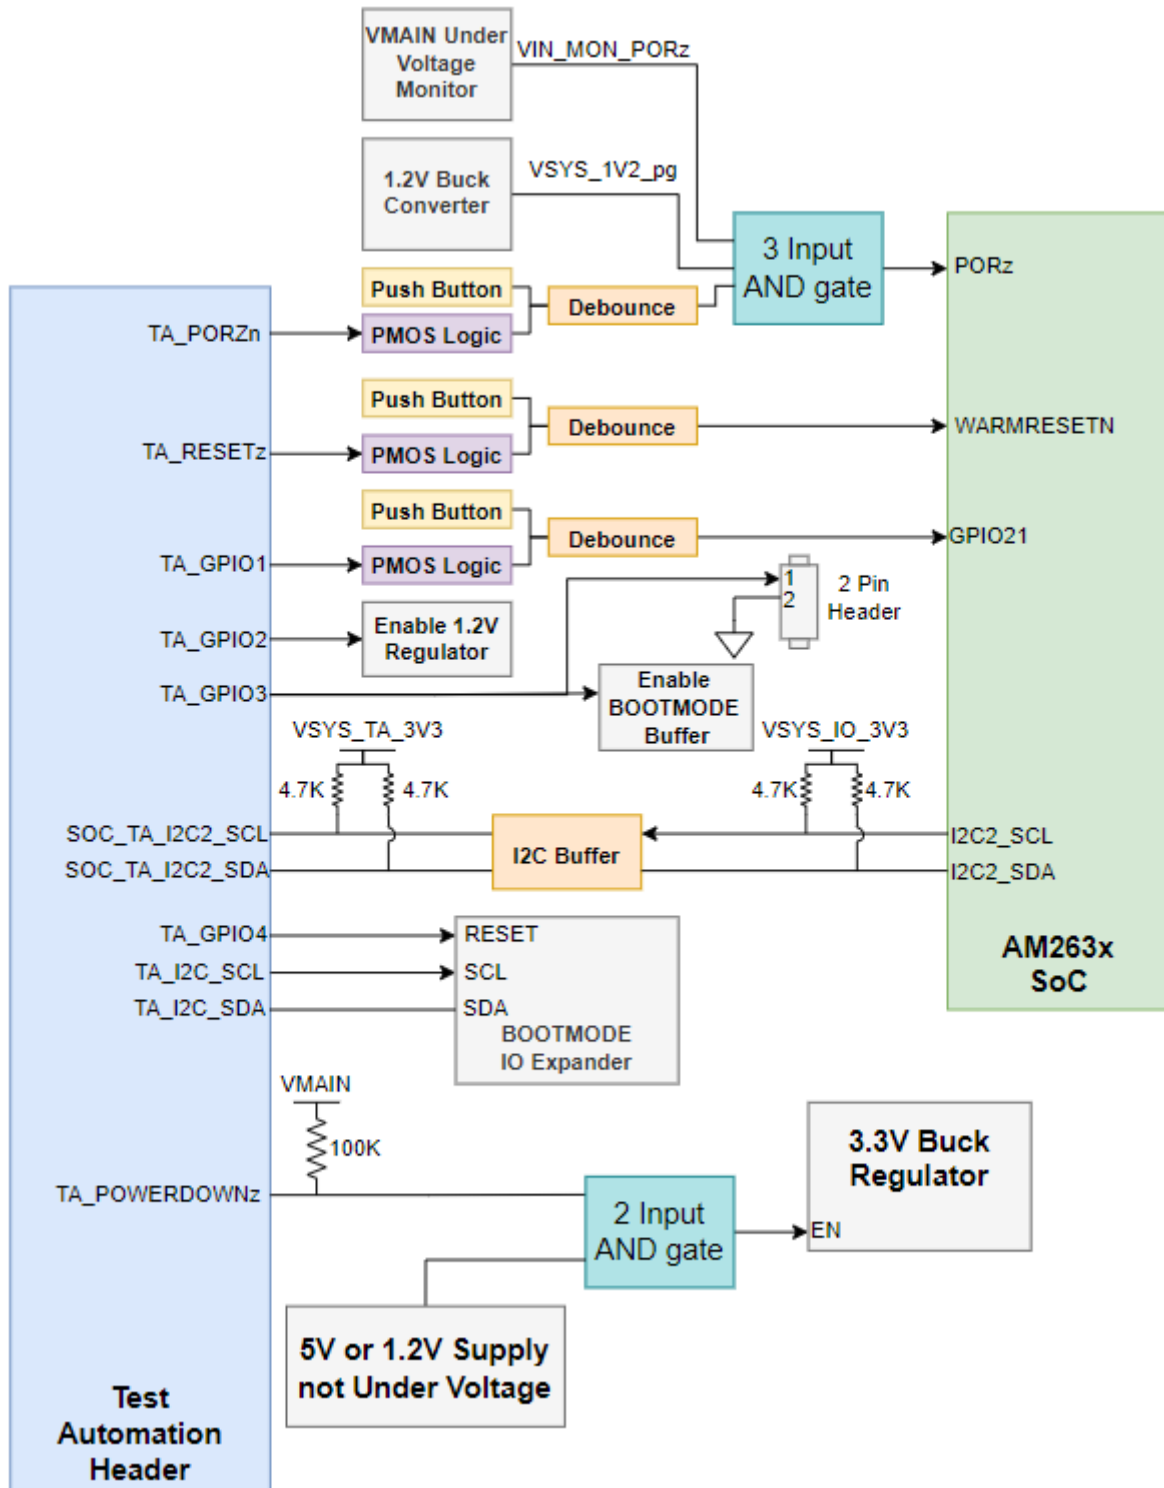 VMAIN Under
Voltage
Monitor
VIN_MON_PORz
1.2V Buck
Converter
VSYS_1V2_pg
3 Input
AND gate
PORz
Push Button
Debounce
TA_PORZn
PMOS Logic
Push Button
Debounce
WARMRESETN
TA_RESETz
PMOS Logic
Push Button
Debounce
GPIO21
TA_GPIO1
PMOS Logic
1
2
2 Pin
Header
TA_GPIO2
Enable 1.2V
Regulator
TA_GPIO3
Enable
BOOTMODE
Buffer
VSYS_TA_3V3
VSYS_IO_3V3
4.7K
4.7K
4.7K
4.7K
SOC_TA_I2C2_SCL
SOC_TA_I2C2_SDA
I2C Buffer
I2C2_SCL
I2C2_SDA
TA_GPIO4
TA_I2C_SCL
TA_I2C_SDA
RESET
SCL
SDA
BOOTMODE
IO Expander
AM263x
SoC
VMAIN
100K
TA_POWERDOWNz
2 Input
AND gate
3.3V Buck
Regulator
EN
5V or 1.2V Supply
not Under Voltage
Test
Automation
Header